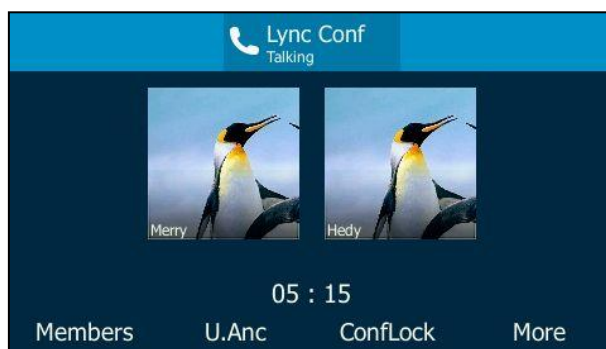 Lync Conf
Talking
Merry Hedy
05 : 15
Members U.Anc ConfLock More